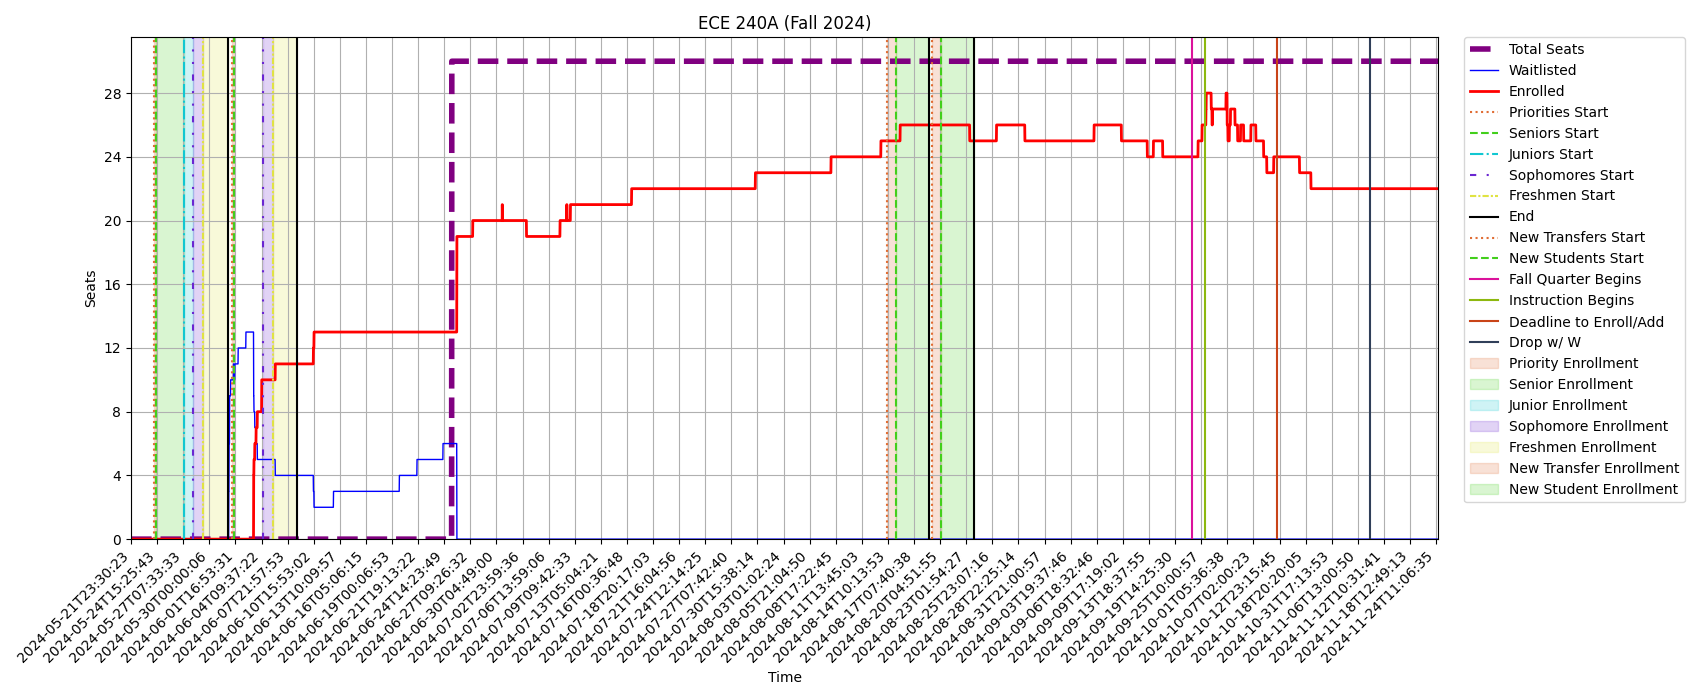 ECE 240A (Fall 2024)
Seats
28
24
20
16
12
8
4
0
2024-05-21T23:30:23
2024-05-24T15:25:43
2024-05-27T07:33:33
2024-05-30T00:00:06
2024-06-01T16:53:31
2024-06-04T09:37:22
2024-06-07T21:57:53
2024-06-10T15:53:02
2024-06-13T10:09:57
2024-06-16T05:06:15
2024-06-19T00:06:53
2024-06-21T19:13:22
2024-06-24T14:23:49
2024-06-27T09:26:32
2024-06-30T04:49:00
2024-07-02T23:59:36
2024-07-06T13:59:06
2024-07-09T09:42:33
2024-07-13T05:04:21
2024-07-16T00:36:48
2024-07-18T20:17:03
2024-07-21T16:04:56
2024-07-24T12:14:25
2024-07-27T07:42:40
2024-07-30T15:38:14
2024-08-03T01:02:24
2024-08-05T21:04:50
2024-08-08T17:22:45
2024-08-11T13:45:03
2024-08-14T10:13:53
2024-08-17T07:40:38
2024-08-20T04:51:55
2024-08-23T01:54:27
2024-08-25T23:07:16
2024-08-28T22:25:14
2024-08-31T21:00:57
2024-09-03T19:37:46
2024-09-06T18:32:46
2024-09-09T17:19:02
2024-09-13T18:37:55
2024-09-19T14:25:30
2024-09-25T10:00:57
2024-10-01T05:36:38
2024-10-07T02:00:23
2024-10-12T23:15:45
2024-10-18T20:20:05
2024-10-31T17:13:53
2024-11-06T13:00:50
2024-11-12T10:31:41
2024-11-18T12:49:13
2024-11-24T11:06:35
Time
Total Seats
Waitlisted
Enrolled
Priorities Start
Seniors Start
Juniors Start
Sophomores Start
Freshmen Start
End
New Transfers Start
New Students Start
Fall Quarter Begins
Instruction Begins
Deadline to Enroll/Add
Drop w/ W
Priority Enrollment
Senior Enrollment
Junior Enrollment
Sophomore Enrollment
Freshmen Enrollment
New Transfer Enrollment
New Student Enrollment